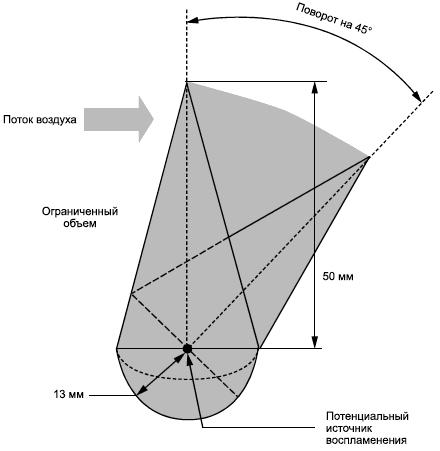 Поворот на 45°
Поток воздуха
Ограниченный
объем
50 мм
13 мм
Потенциальный
источник
воспламенения